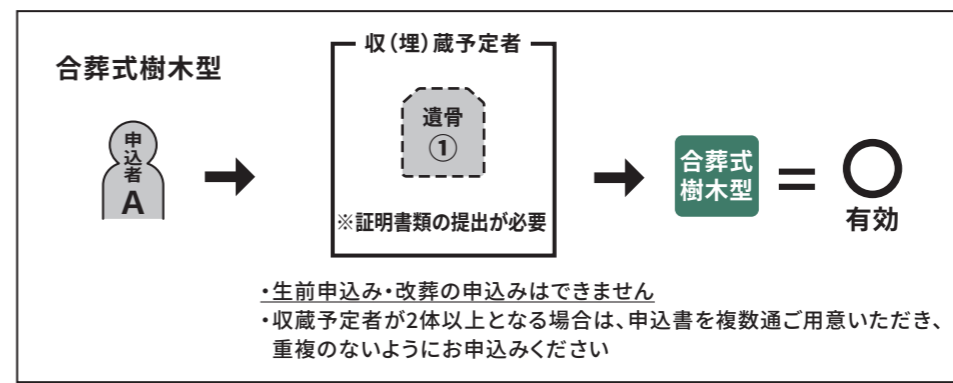 合葬式樹木型
収(埋)蔵予定者
申込者
A
遺骨
①
※証明書類の提出が必要
合葬式
樹木型
=
有効
・生前申込み・改葬の申込みはできません
・収蔵予定者が2体以上となる場合は、申込書を複数通ご用意いただき、
重複のないようにお申込みください